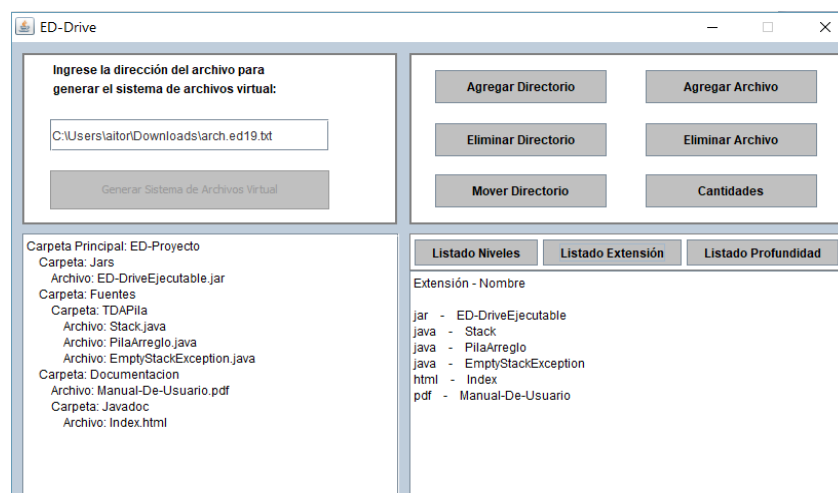 ED-Drive
Ingrese la dirección del archivo para
generar el sistema de archivos virtual:
C:\Users\aitor\Downloads\arch.ed19.txt
Generar Sistema de Archivos Virtual
Agregar Directorio
Agregar Archivo
Eliminar Directorio
Eliminar Archivo
Mover Directorio
Cantidades
Carpeta Principal: ED-Proyecto
Carpeta: Jars
Archivo: ED-DriveEjecutable.jar
Carpeta: Fuentes
Carpeta: TDAPila
Archivo: Stack.java
Archivo: PilaArreglo.java
Archivo: EmptyStackException.java
Carpeta: Documentacion
Archivo: Manual-De-Usuario.pdf
Carpeta: Javadoc
Archivo: Index.html
Listado Niveles
Listado Extensión
Listado Profundidad
Extensión - Nombre
jar - ED-DriveEjecutable
java - Stack
java - PilaArreglo
java - EmptyStackException
html - Index
pdf - Manual-De-Usuario